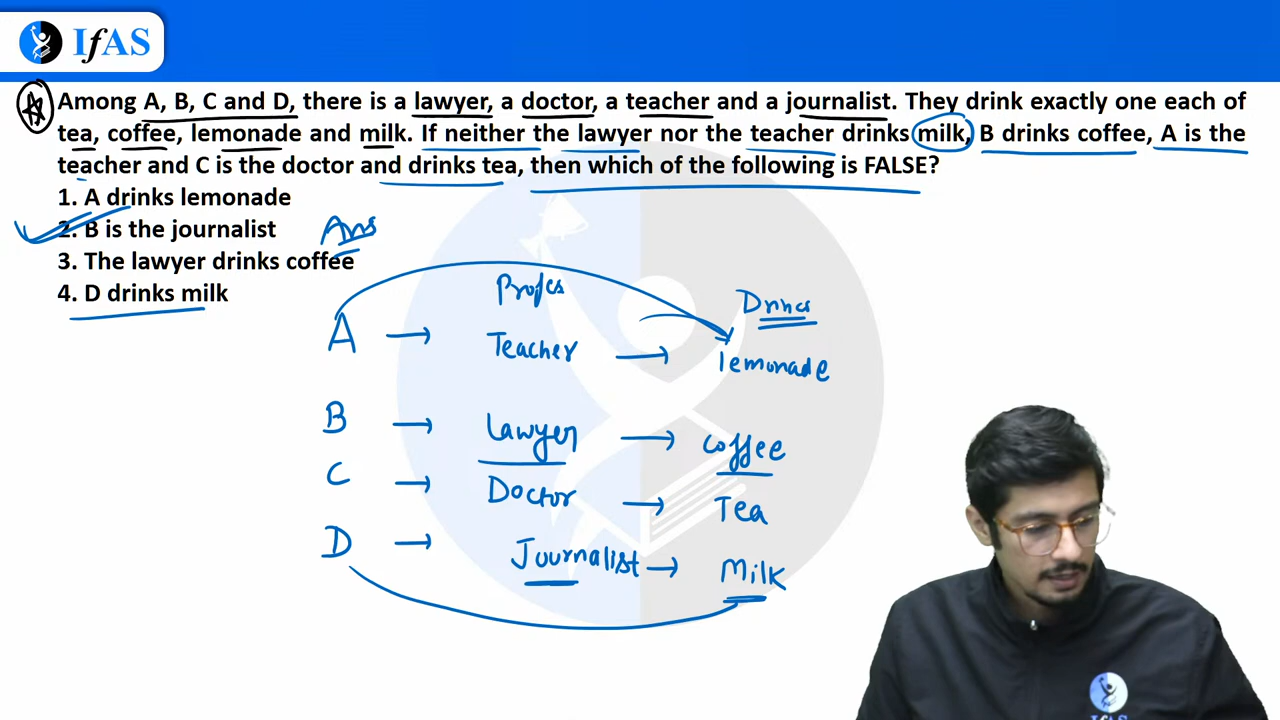 IfAS
Among A, B, C and D, there is a lawyer, a doctor, a teacher and a journalist. They drink exactly one each of
tea, coffee, lemonade and milk. If neither the lawyer nor the teacher drinks milk, B drinks coffee, A is the
teacher and C is the doctor and drinks tea, then which of the following is FALSE?
1. A drinks lemonade
2. B is the journalist Ans
3. The lawyer drinks coffee
4. D drinks milk
Profes Drincs
A → Teacher → lemonade
B → Lawyer → Coffee
C → Doctor → Tea
D → Journalist → Milk
IFAS